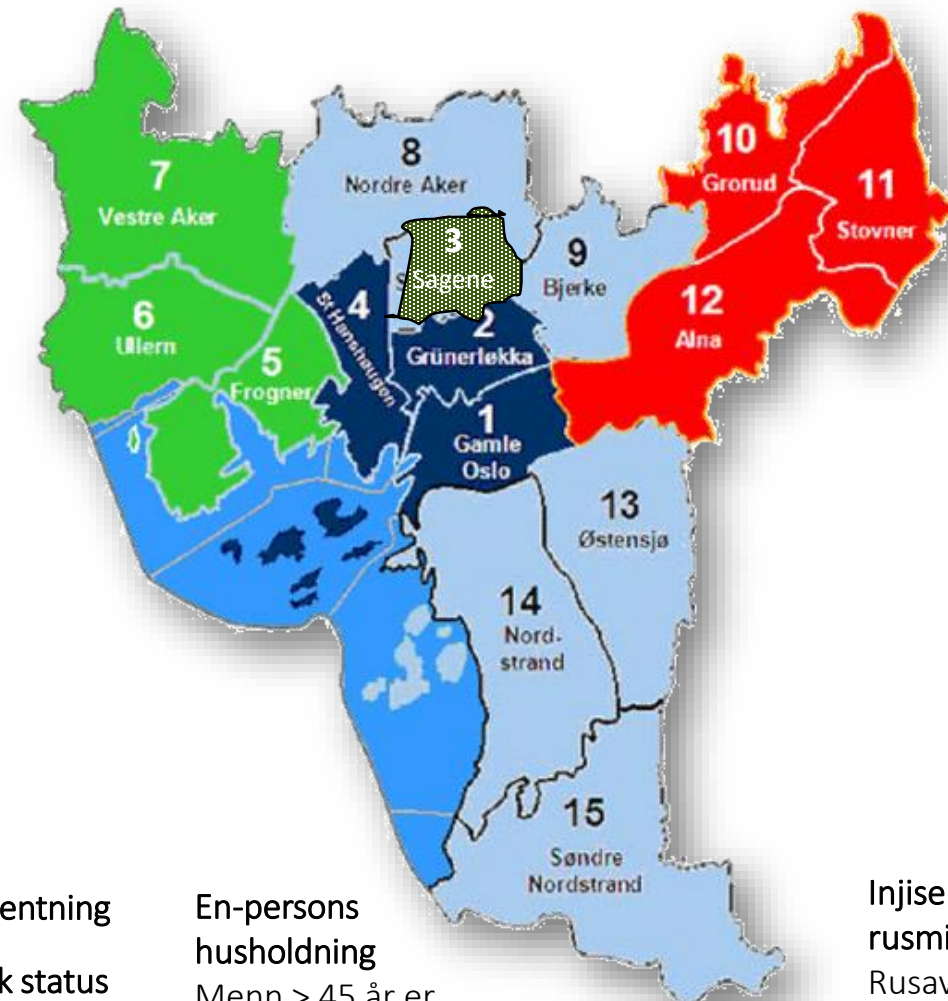 7
Vestre Aker
8
Nordre Aker
10
Grorud
11
Stovner
3
Sagene
9
Bjerke
6
Ullern
5
Frogner
4
St Hanshaugen
2
Grünerløkka
12
Alna
1
Gamle
Oslo
13
Østensjø
14
Nord-
strand
15
Søndre
Nordstrand
entning
k status
En-persons
husholdning
Menn > 45 år er
Injise
rusmi
Rusav